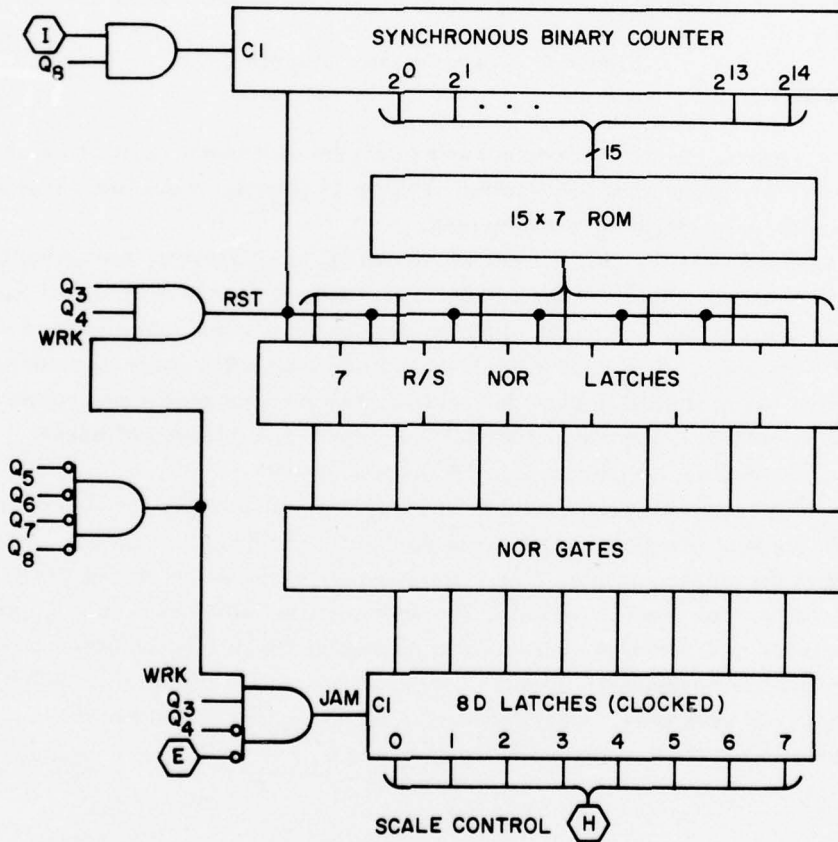 I
Q8
CI
SYNCHRONOUS BINARY COUNTER
2^0 2^1 . . . 2^13 2^14
15
15 x 7 ROM
Q3
Q4
WRK
RST
7 R/S NOR LATCHES
Q5
Q6
Q7
Q8
NOR GATES
WRK
Q3
Q4
E
JAM
CI
8D LATCHES (CLOCKED)
0 1 2 3 4 5 6 7
SCALE CONTROL H